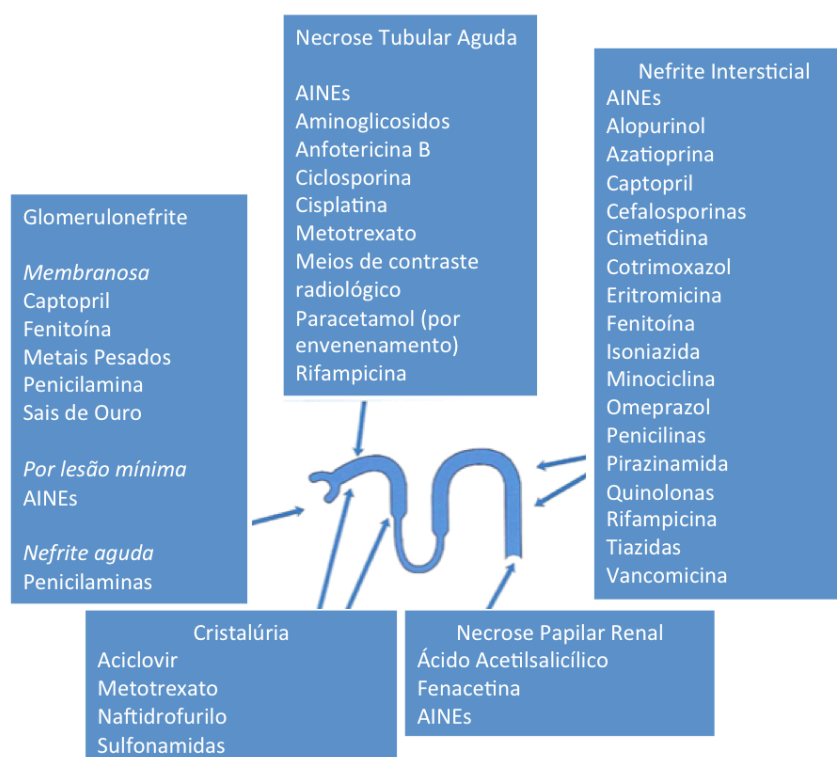 Necrose Tubular Aguda
AINEs
Aminoglicosidos
Anfotericina B
Ciclosporina
Cisplatina
Metotrexato
Meios de contraste
radiológico
Paracetamol (por
envenenamento)
Rifampicina
Nefrite Intersticial
AINEs
Alopurinol
Azatioprina
Captopril
Cefalosporinas
Cimetidina
Cotrimoxazol
Eritromicina
Fenitoína
Isoniazida
Minociclina
Omeprazol
Penicilinas
Pirazinamida
Quinolonas
Rifampicina
Tiazidas
Vancomicina
Glomerulonefrite
Membranosa
Captopril
Fenitoína
Metais Pesados
Penicilamina
Sais de Ouro
Por lesão mínima
AINEs
Nefrite aguda
Penicilaminas
Cristalúria
Aciclovir
Metotrexato
Naftidrofurilo
Sulfonamidas
Necrose Papilar Renal
Ácido Acetilsalicílico
Fenacetina
AINEs